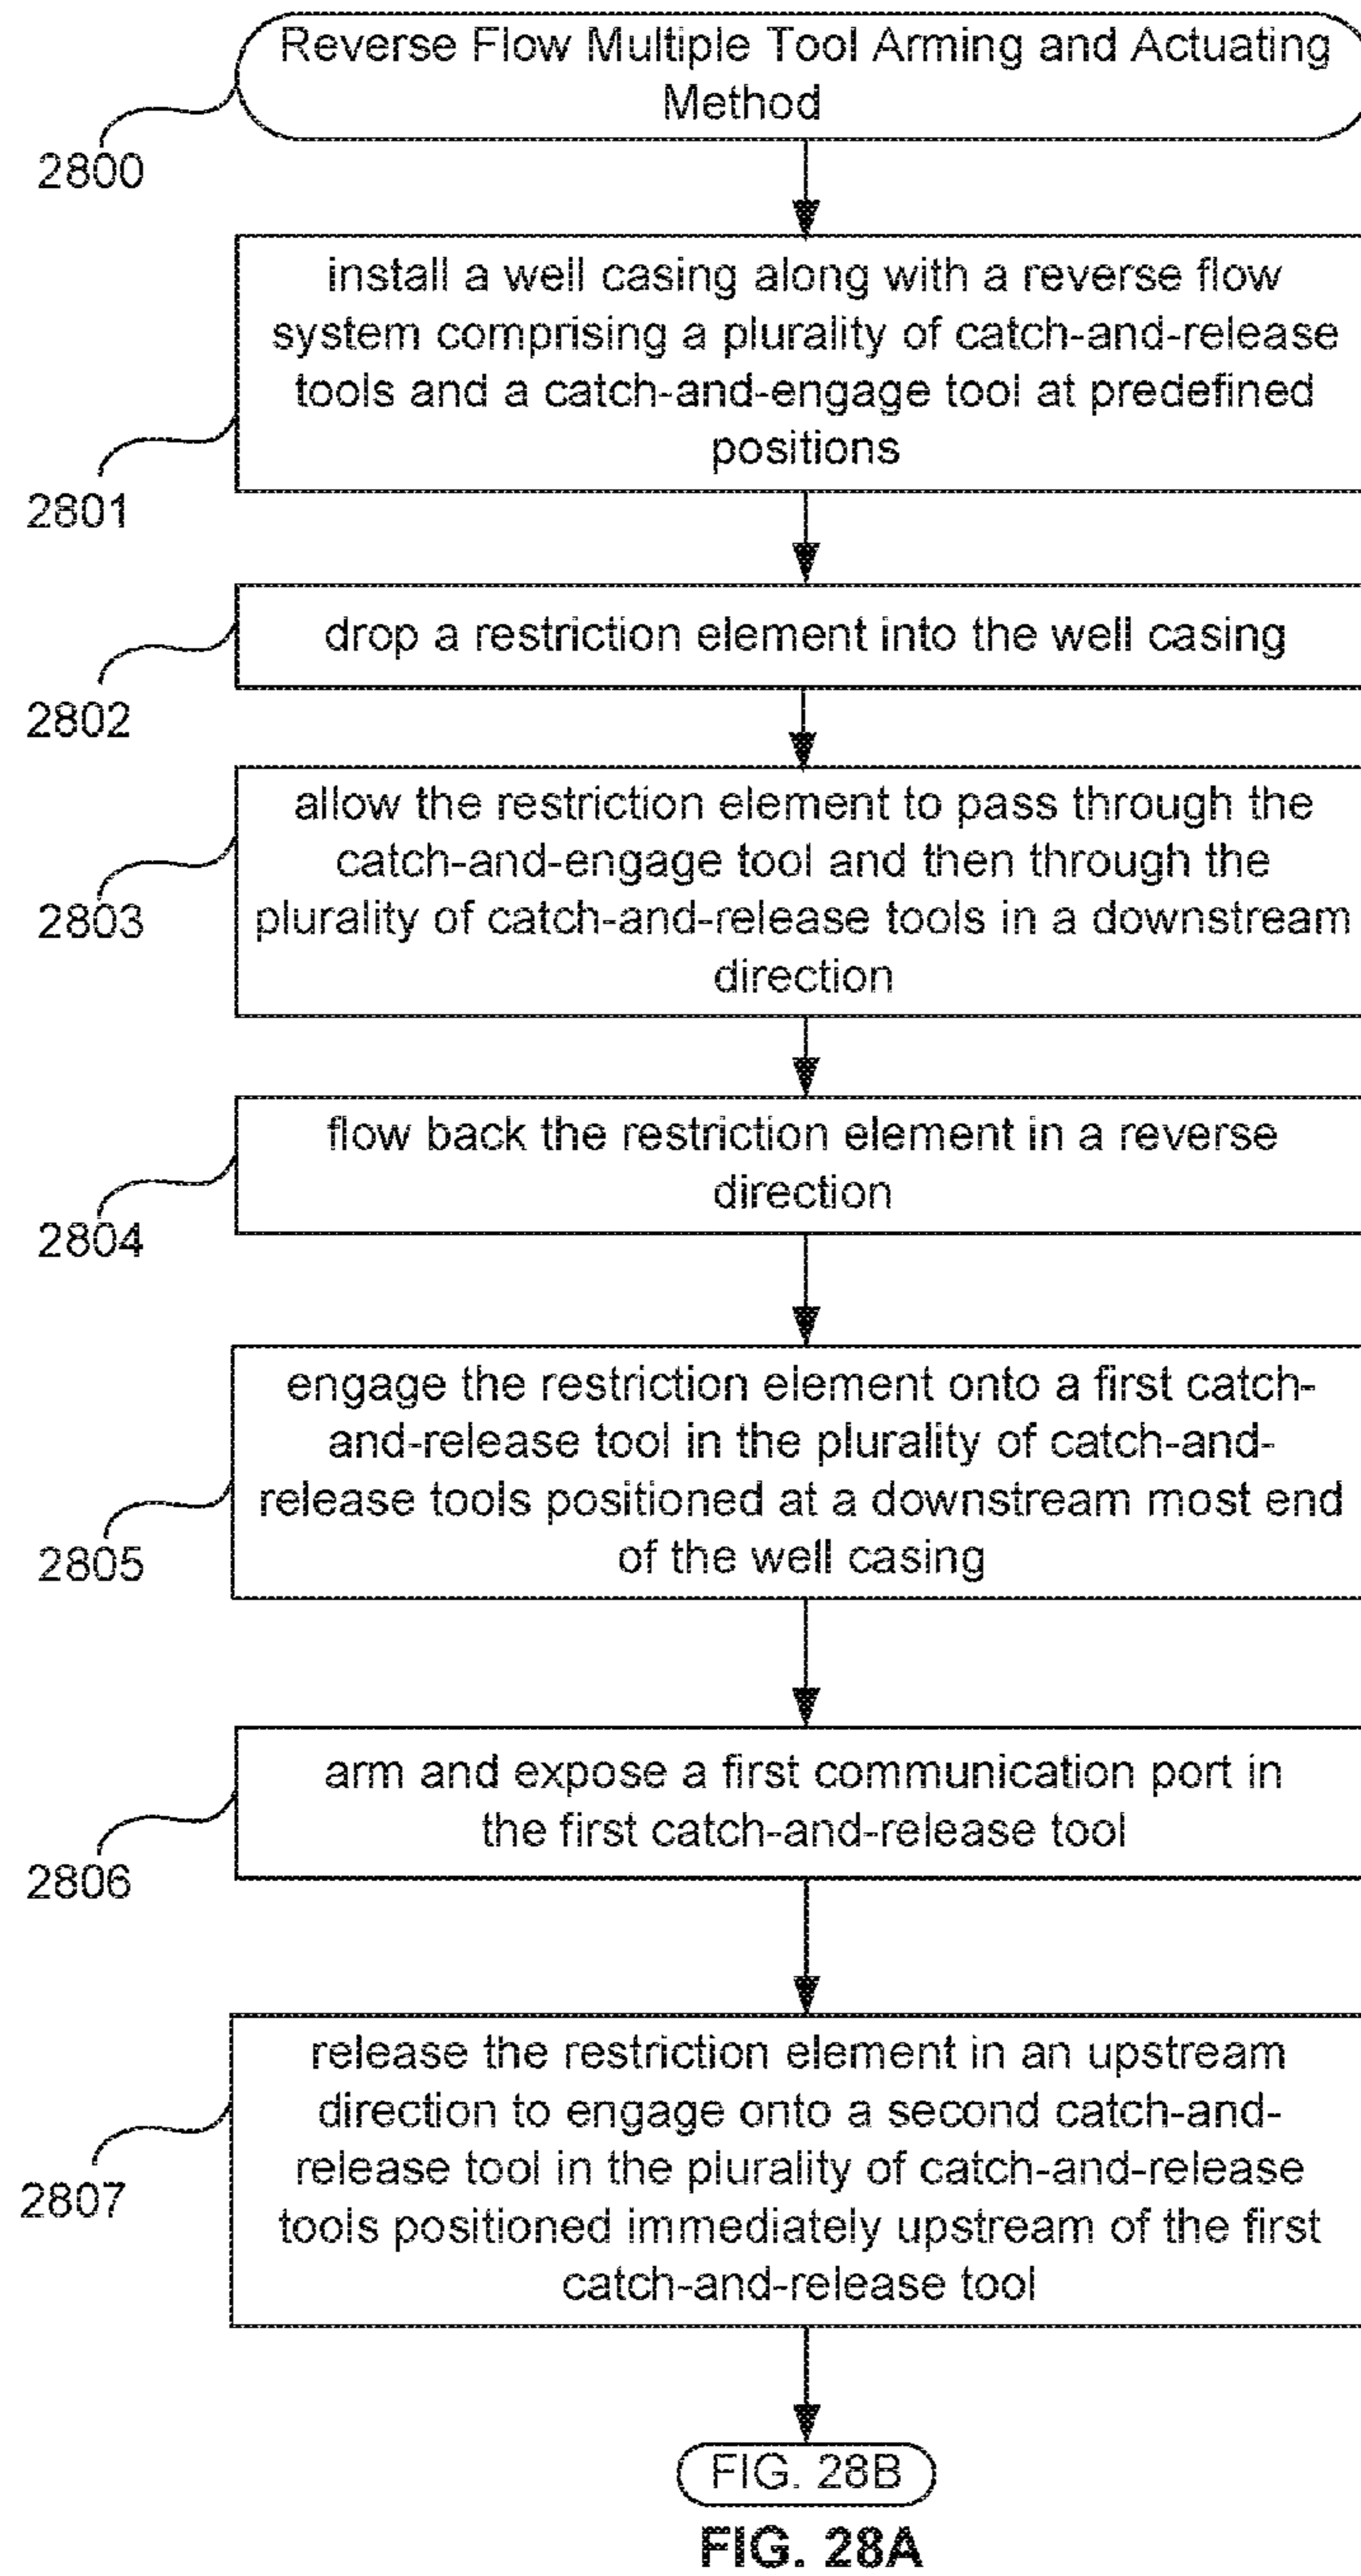 Reverse Flow Multiple Tool Arming and Actuating
Method
2800
install a well casing along with a reverse flow
system comprising a plurality of catch-and-release
tools and a catch-and-engage tool at predefined
positions
2801
drop a restriction element into the well casing
2802
allow the restriction element to pass through the
catch-and-engage tool and then through the
plurality of catch-and-release tools in a downstream
direction
2803
flow back the restriction element in a reverse
direction
2804
engage the restriction element onto a first catch-
and-release tool in the plurality of catch-and-
release tools positioned at a downstream most end
of the well casing
2805
arm and expose a first communication port in
the first catch-and-release tool
2806
release the restriction element in an upstream
direction to engage onto a second catch-and-
release tool in the plurality of catch-and-release
tools positioned immediately upstream of the first
catch-and-release tool
2807
FIG. 28B
FIG. 28A